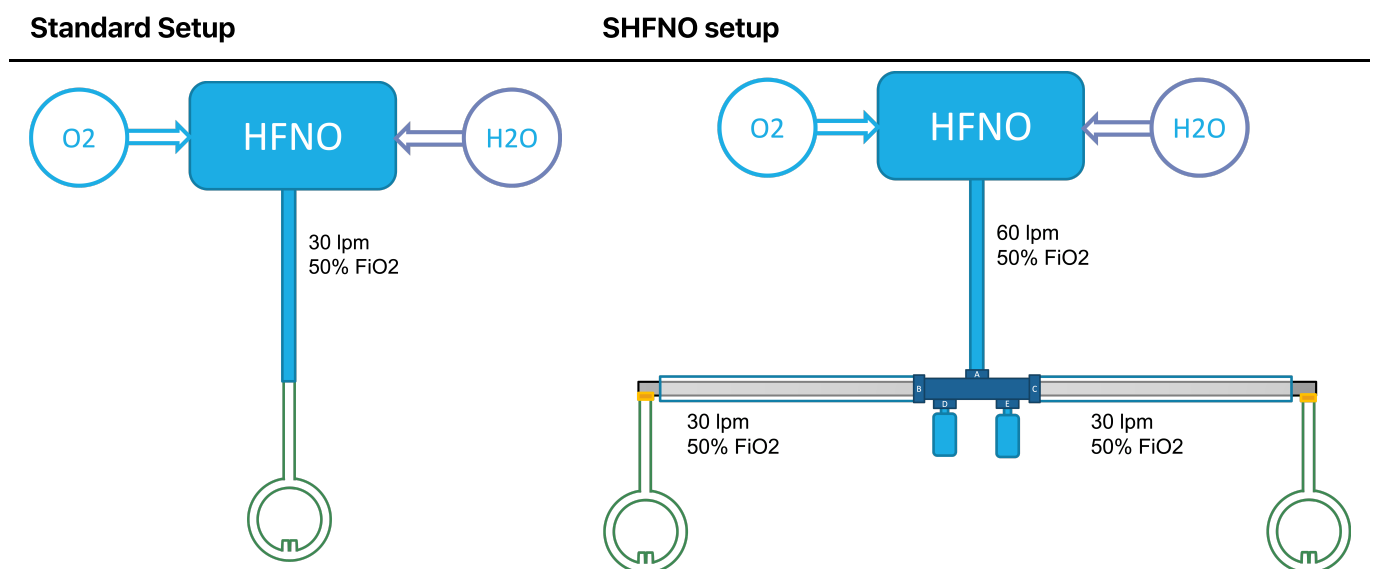 Standard Setup
SHFNO setup
O2
HFNO
H2O
30 lpm
50% FiO2
O2
HFNO
H2O
60 lpm
50% FiO2
A
B
C
D
E
30 lpm
50% FiO2
30 lpm
50% FiO2